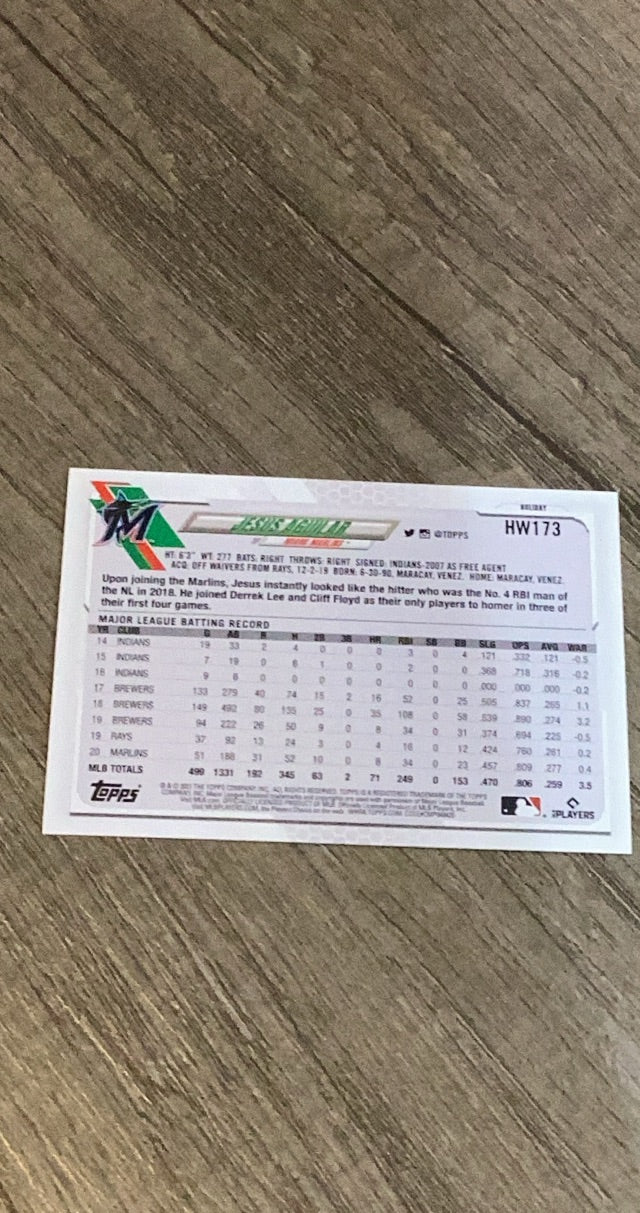 HOLIDAY
HW173
M
JESÚS AGUILAR
MIAMI MARLINS
@TOPPS
HT: 6'3" WT: 277 BATS: RIGHT THROWS: RIGHT SIGNED: INDIANS-2007 AS FREE AGENT
ACQ: OFF WAIVERS FROM RAYS, 12-2-19 BORN: 6-30-90, MARACAY, VENEZ. HOME: MARACAY, VENEZ.
Upon joining the Marlins, Jesus instantly looked like the hitter who was the No. 4 RBI man of
the NL in 2018. He joined Derrek Lee and Cliff Floyd as their only players to homer in three of
their first four games.
MAJOR LEAGUE BATTING RECORD
YR CLUB G AB R H 2B 3B HR RBI SB BB SLG OPS AVG WAR
14 INDIANS 19 33 2 4 0 0 0 3 0 4 .121 .332 .121 -0.5
15 INDIANS 7 19 0 6 1 0 0 2 0 0 .368 .718 .316 -0.2
16 INDIANS 9 6 0 0 0 0 0 0 0 0 .000 .000 .000 -0.2
17 BREWERS 133 279 40 74 15 2 16 52 0 25 .505 .837 .265 1.1
18 BREWERS 149 492 80 135 25 0 35 108 0 58 .539 .890 .274 3.2
19 BREWERS 94 222 26 50 9 0 8 34 0 31 .374 .694 .225 -0.5
19 RAYS 37 92 13 24 3 0 4 16 0 12 .424 .760 .261 0.2
20 MARLINS 51 188 31 52 10 0 8 34 0 23 .457 .809 .277 0.4
MLB TOTALS 499 1331 192 345 63 2 71 249 0 153 .470 .806 .259 3.5
Topps
PLAYERS